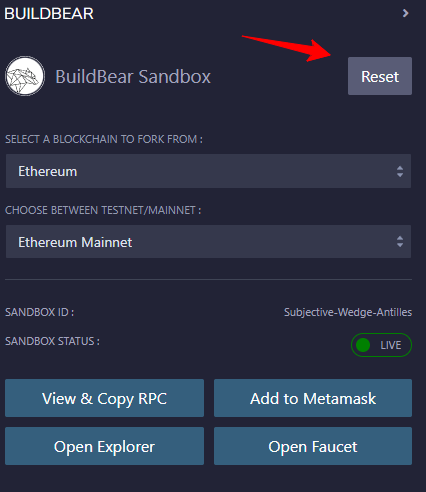 BUILDBEAR
BuildBear Sandbox
Reset
SELECT A BLOCKCHAIN TO FORK FROM :
Ethereum
CHOOSE BETWEEN TESTNET/MAINNET :
Ethereum Mainnet
SANDBOX ID :
Subjective-Wedge-Antilles
SANDBOX STATUS :
LIVE
View & Copy RPC
Add to Metamask
Open Explorer
Open Faucet